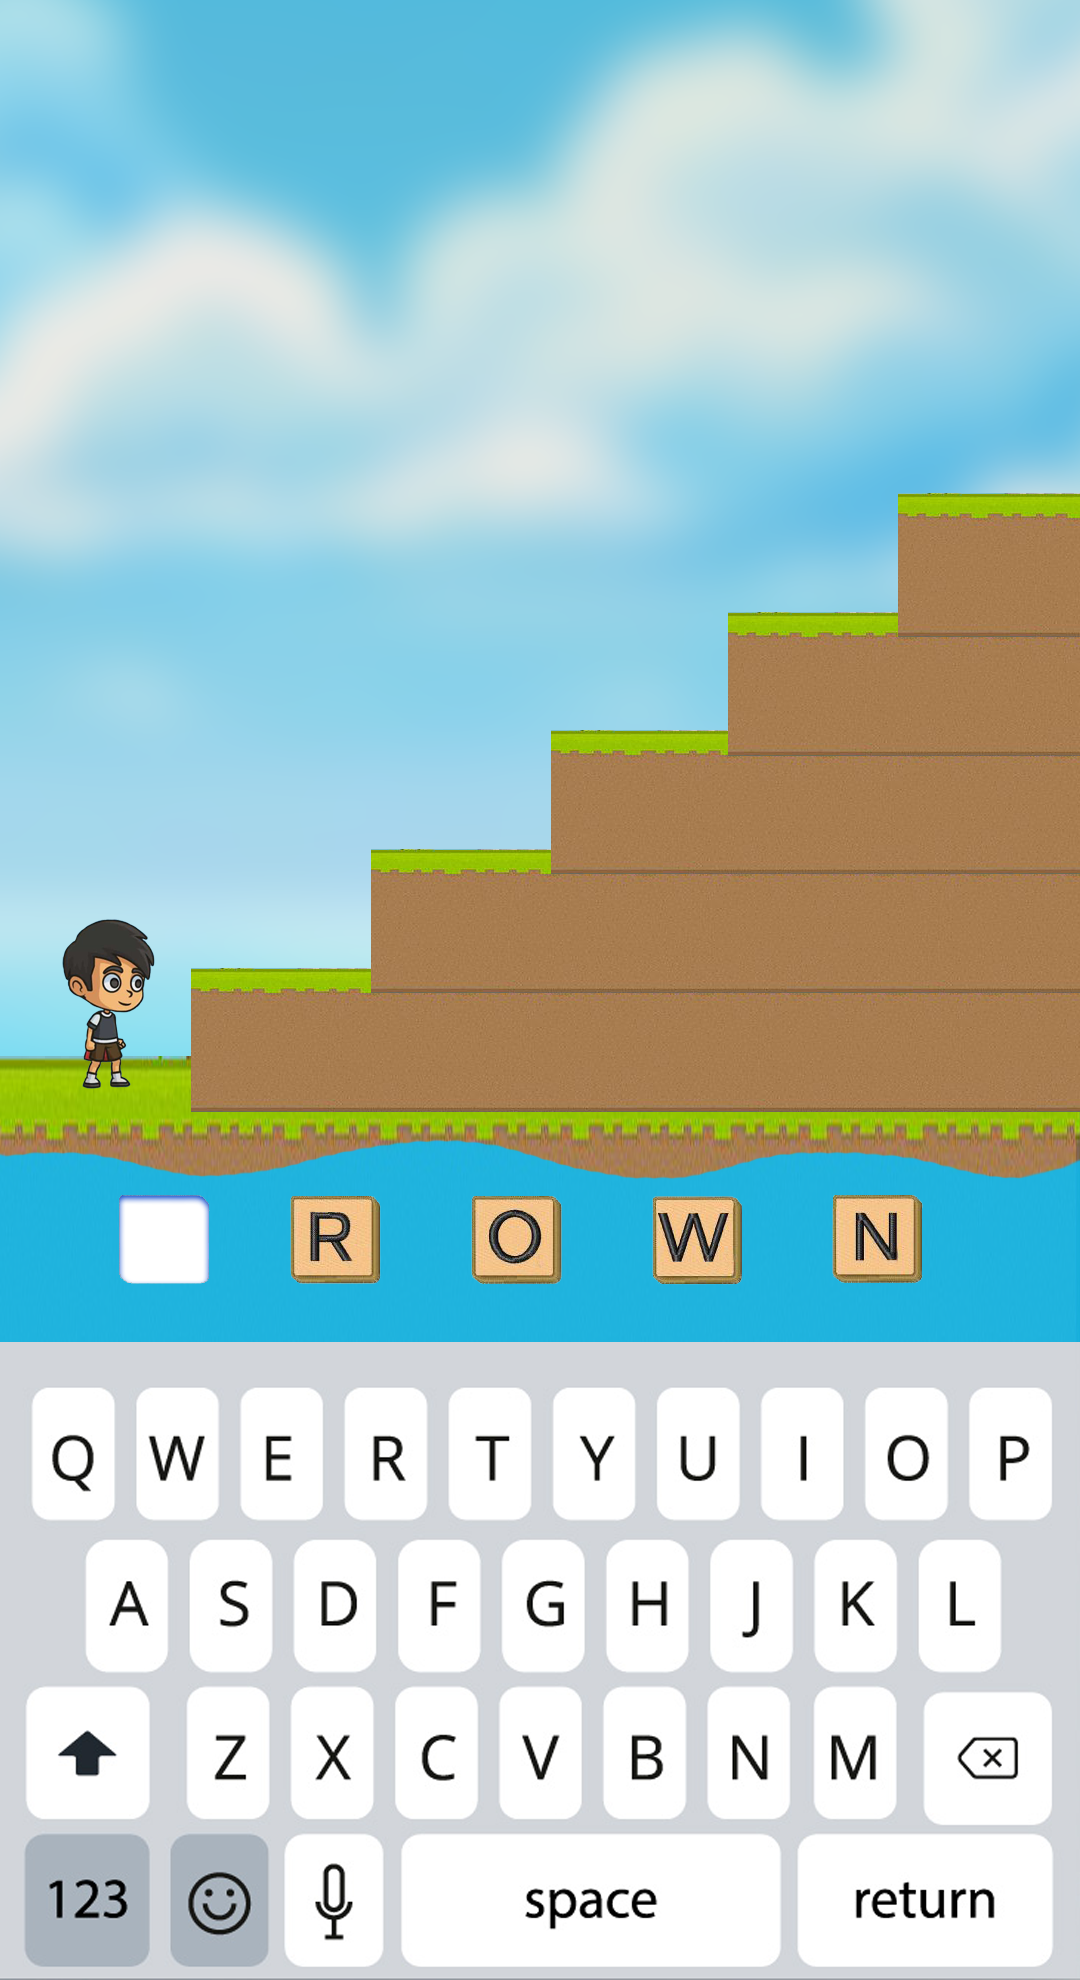 R O W N
Q W E R T Y U I O P
A S D F G H J K L
Z X C V B N M
123 space return